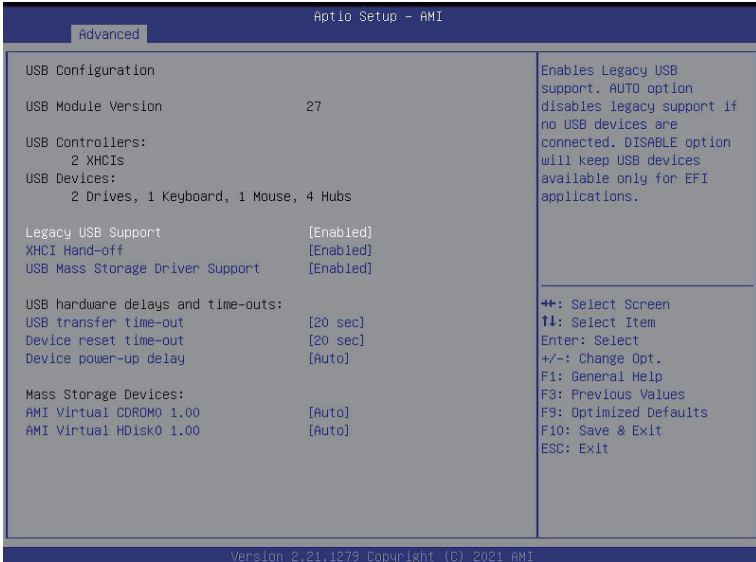 Aptio Setup – AMI
Advanced
USB Configuration
USB Module Version 27
USB Controllers:
2 XHCIs
USB Devices:
2 Drives, 1 Keyboard, 1 Mouse, 4 Hubs
Legacy USB Support [Enabled]
XHCI Hand-off [Enabled]
USB Mass Storage Driver Support [Enabled]
USB hardware delays and time-outs:
USB transfer time-out [20 sec]
Device reset time-out [20 sec]
Device power-up delay [Auto]
Mass Storage Devices:
AMI Virtual CDROM0 1.00 [Auto]
AMI Virtual HDisk0 1.00 [Auto]
Enables Legacy USB
support. AUTO option
disables legacy support if
no USB devices are
connected. DISABLE option
will keep USB devices
available only for EFI
applications.
→←: Select Screen
↑↓: Select Item
Enter: Select
+/-: Change Opt.
F1: General Help
F3: Previous Values
F9: Optimized Defaults
F10: Save & Exit
ESC: Exit
Version 2.21.1279 Copyright (C) 2021 AMI